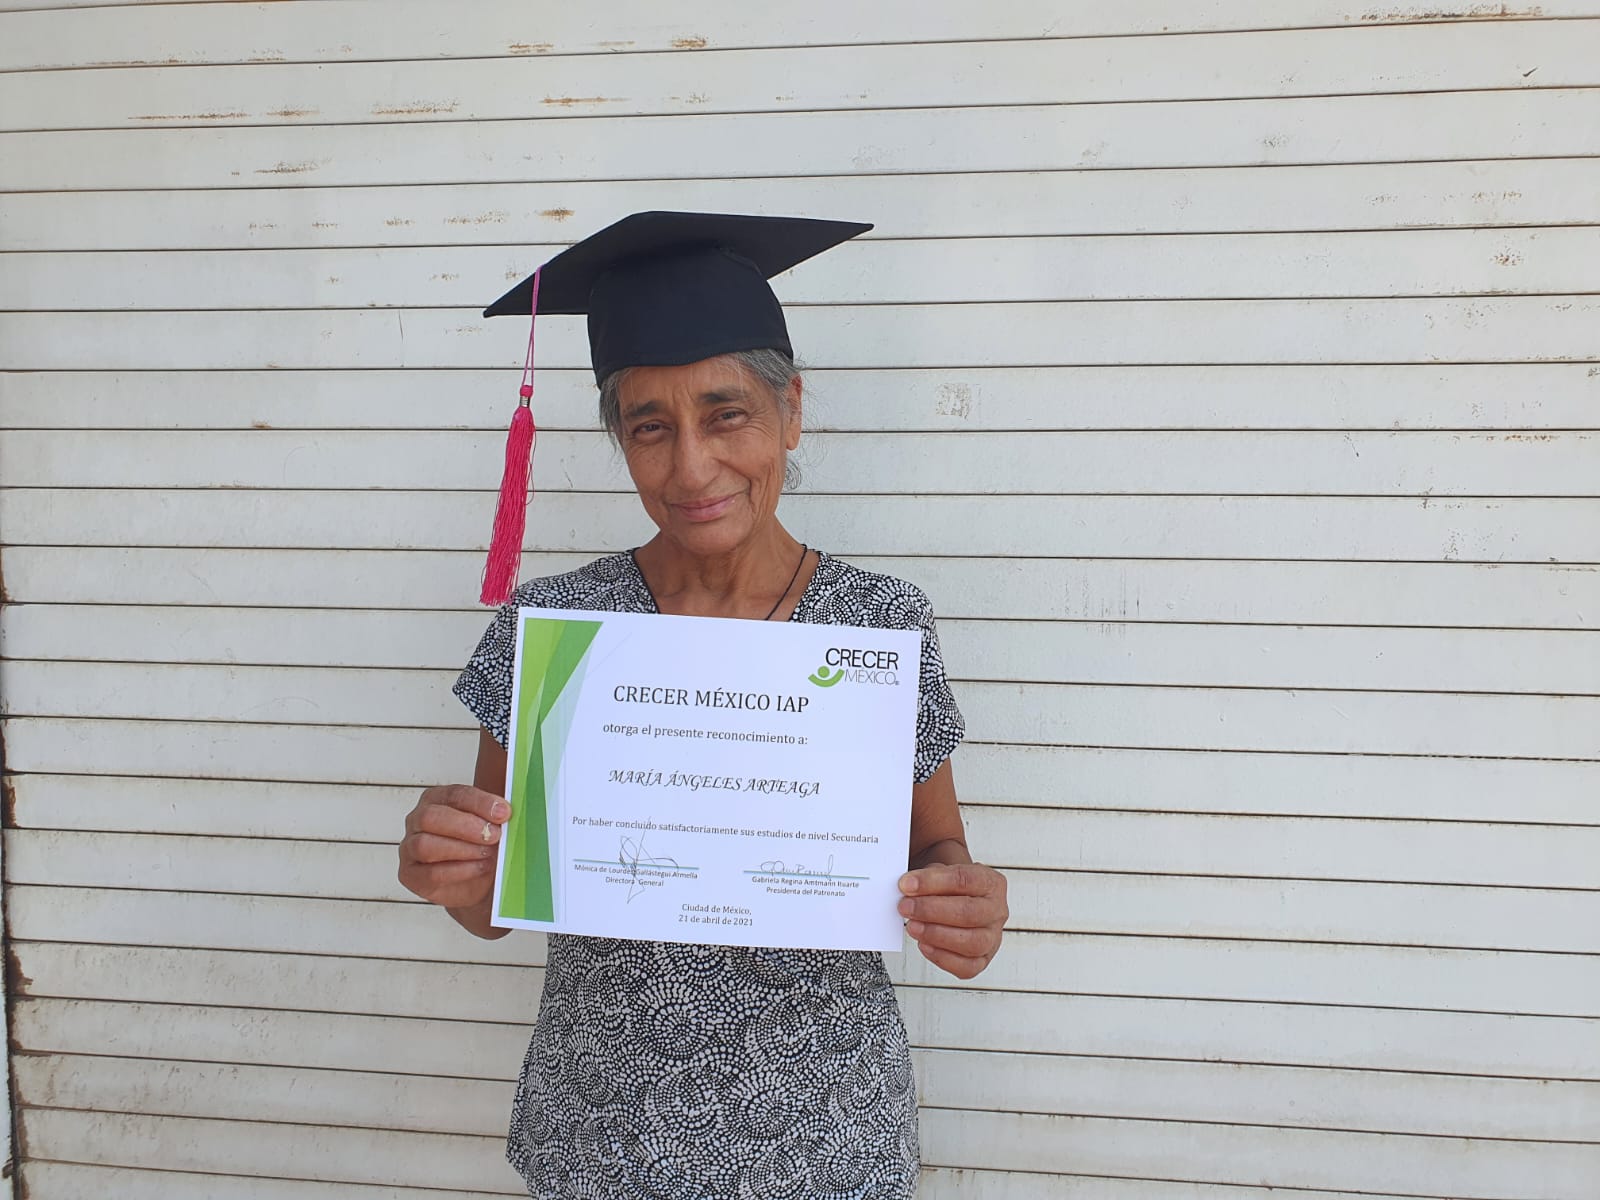 CRECER
MÉXICO®
CRECER MÉXICO IAP
otorga el presente reconocimiento a:
MARÍA ÁNGELES ARTEAGA
Por haber concluido satisfactoriamente sus estudios de nivel Secundaria
Mónica de Lourdes Gallástegui Armella
Directora General
Gabriela Regina Amtmann Ituarte
Presidenta del Patronato
Ciudad de México,
21 de abril de 2021